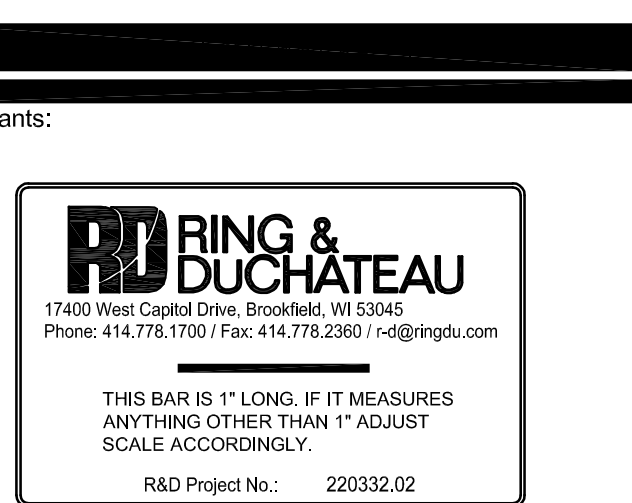 ants:
RD RING &
DUCHATEAU
17400 West Capitol Drive, Brookfield, WI 53045
Phone: 414.778.1700 / Fax: 414.778.2360 / r-d@ringdu.com
THIS BAR IS 1" LONG. IF IT MEASURES
ANYTHING OTHER THAN 1" ADJUST
SCALE ACCORDINGLY.
R&D Project No.: 220332.02